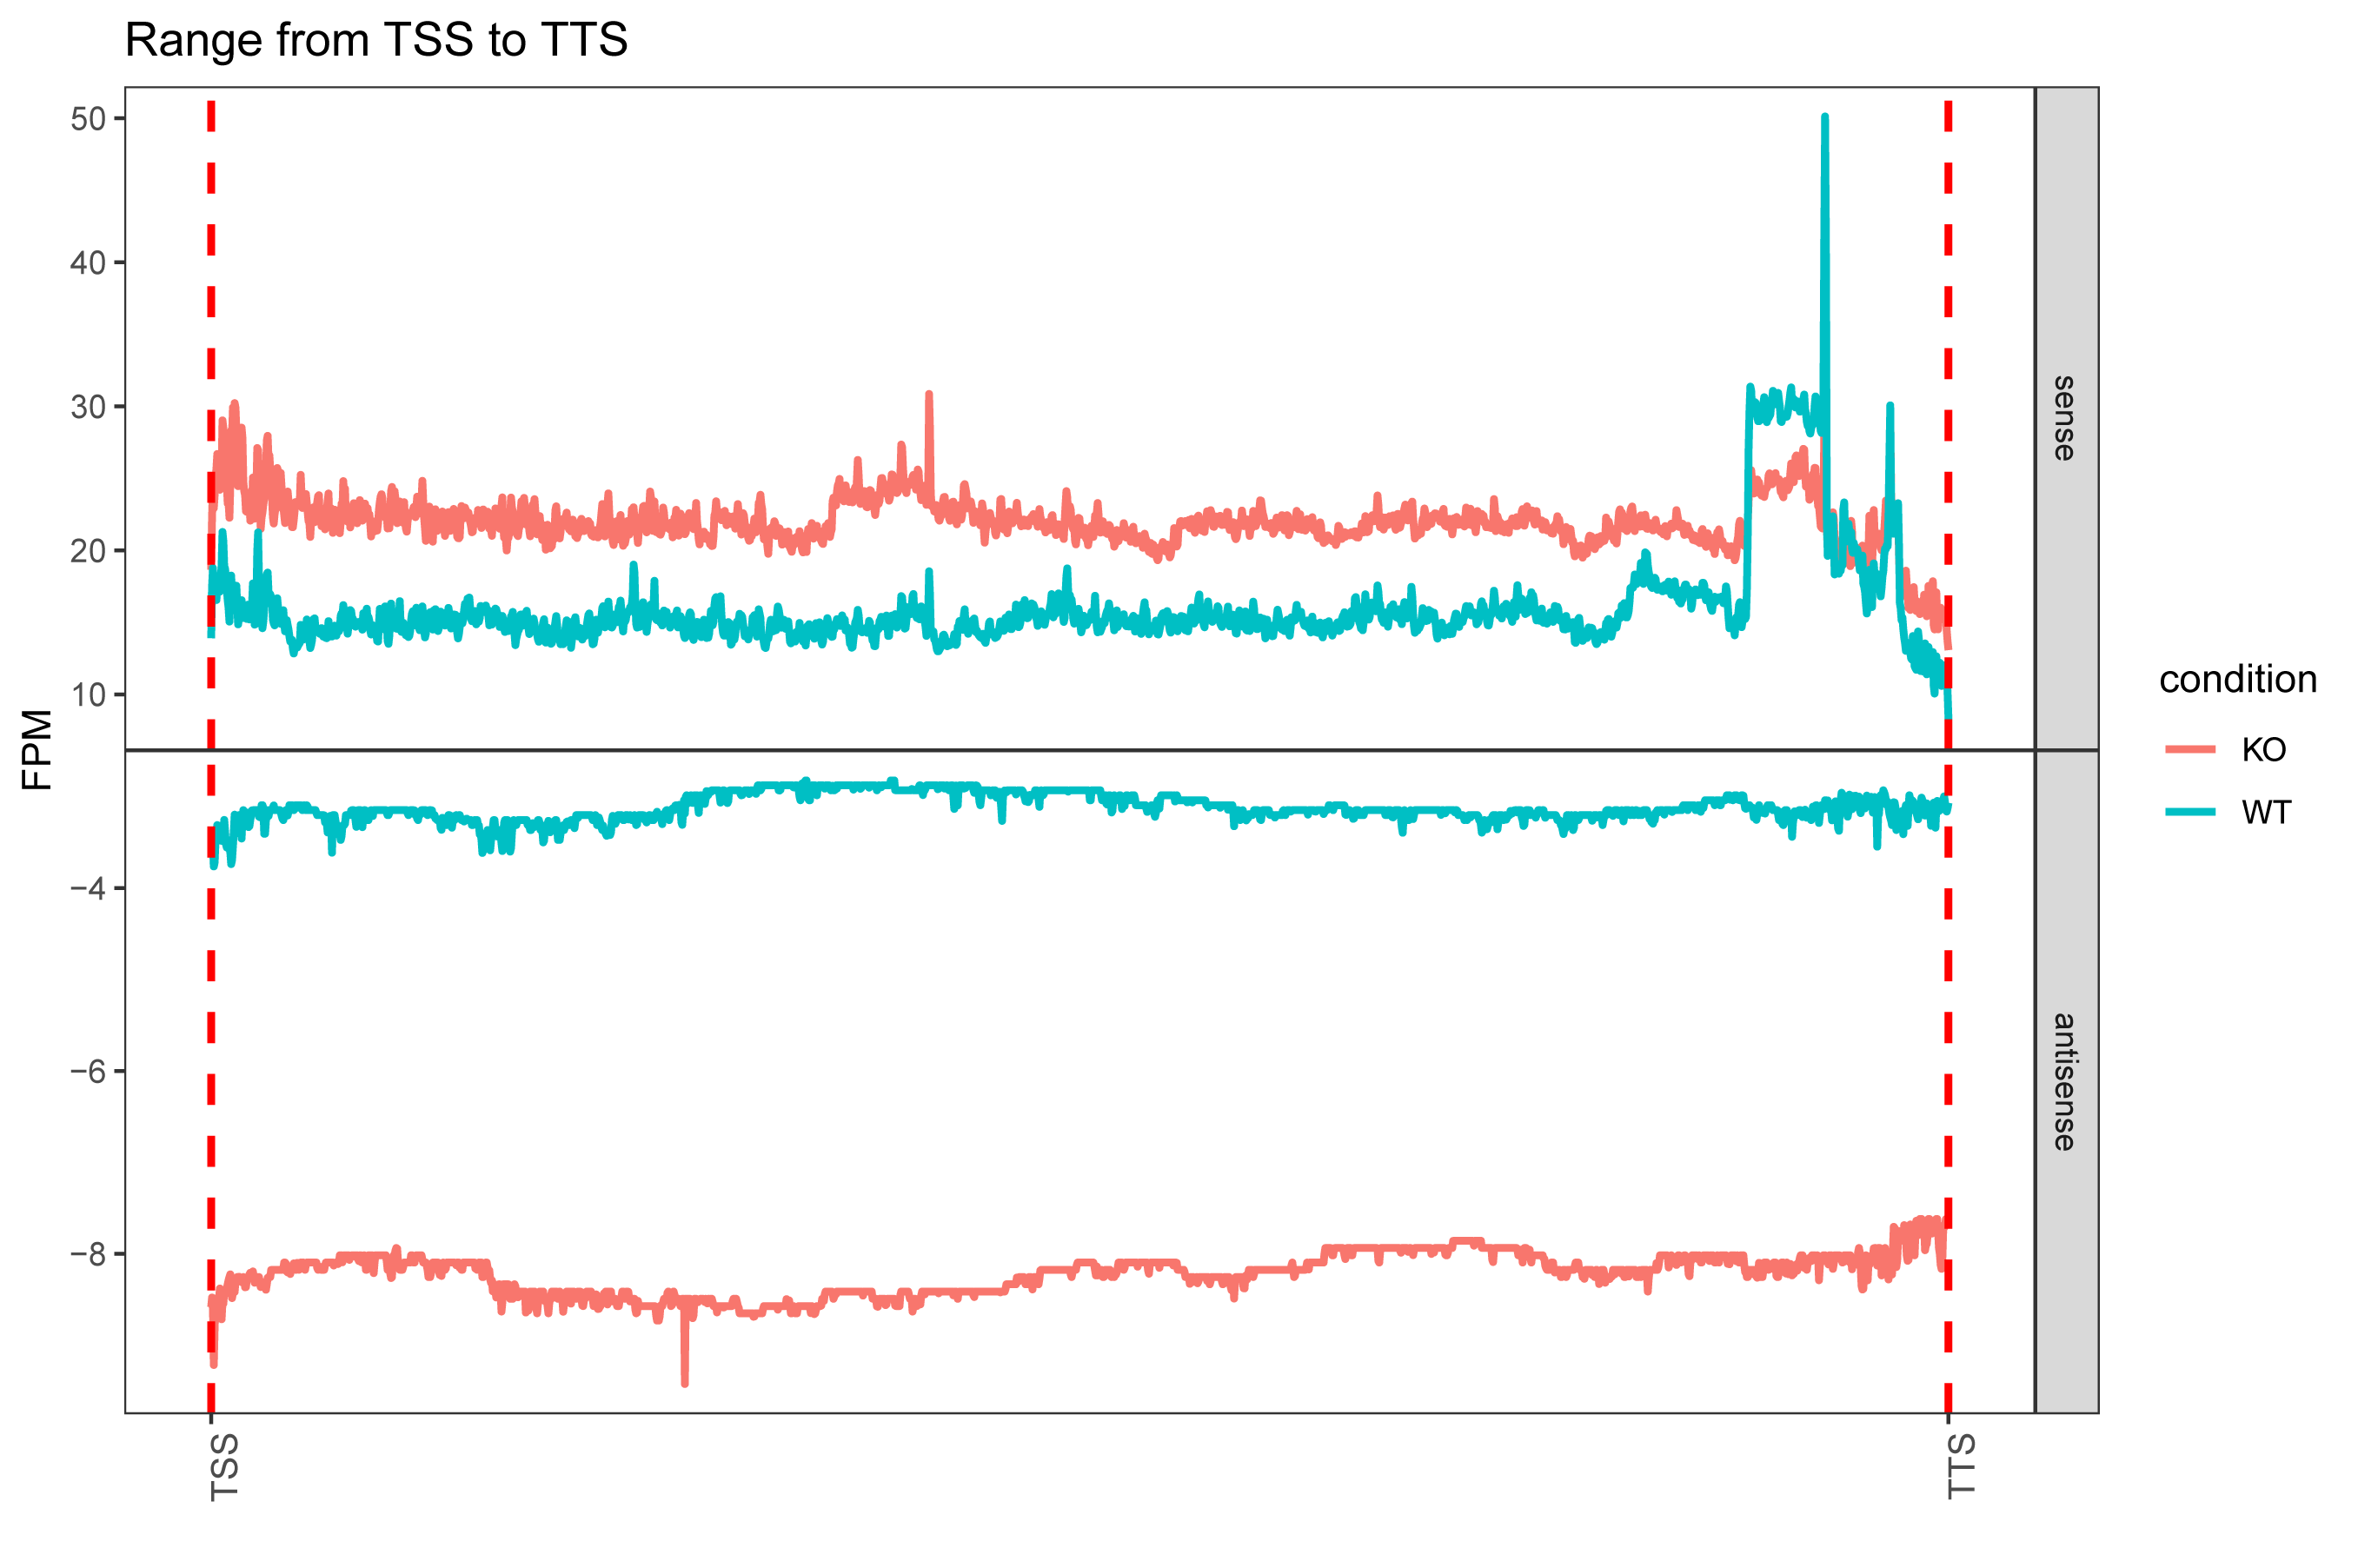 Range from TSS to TTS
FPM
50
40
30
20
10
sense
−4
−6
−8
antisense
TSS
TTS
condition
KO
WT